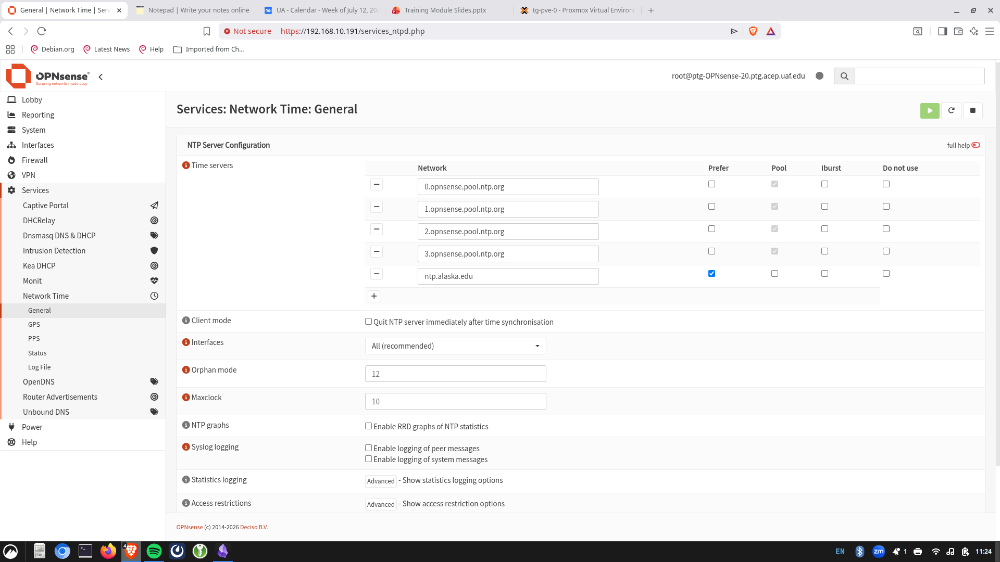 General | Network Time | Serv
Notepad | Write your notes online
UA - Calendar - Week of July 12, 202
Training Module Slides.pptx
tg-pve-0 - Proxmox Virtual Environm
Not secure https://192.168.10.191/services_ntpd.php
Debian.org Latest News Help Imported from Ch...
OPNsense
Securing networks made easy
root@ptg-OPNsense-20.ptg.acep.uaf.edu
Lobby
Reporting
System
Interfaces
Firewall
VPN
Services
Captive Portal
DHCRelay
Dnsmasq DNS & DHCP
Intrusion Detection
Kea DHCP
Monit
Network Time
General
GPS
PPS
Status
Log File
OpenDNS
Router Advertisements
Unbound DNS
Power
Help
Services: Network Time: General
NTP Server Configuration full help
Time servers
Network Prefer Pool Iburst Do not use
0.opnsense.pool.ntp.org
1.opnsense.pool.ntp.org
2.opnsense.pool.ntp.org
3.opnsense.pool.ntp.org
ntp.alaska.edu
Client mode Quit NTP server immediately after time synchronisation
Interfaces All (recommended)
Orphan mode 12
Maxclock 10
NTP graphs Enable RRD graphs of NTP statistics
Syslog logging Enable logging of peer messages
Enable logging of system messages
Statistics logging Advanced - Show statistics logging options
Access restrictions Advanced - Show access restriction options
OPNsense (c) 2014-2026 Deciso B.V.
4
EN zm 1 11:24